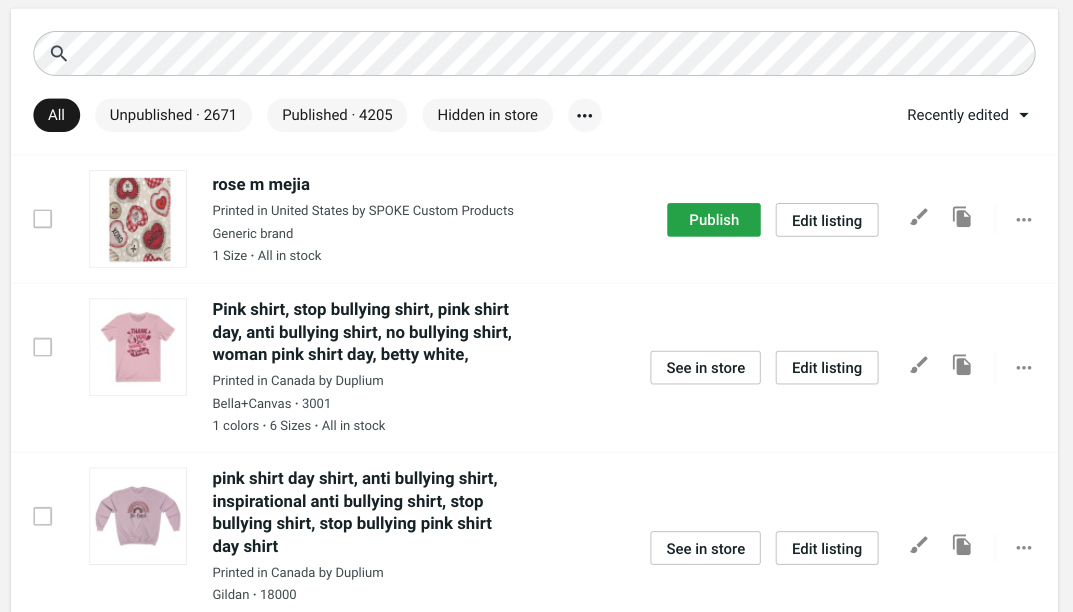 All
Unpublished · 2671
Published · 4205
Hidden in store
Recently edited
rose m mejia
Printed in United States by SPOKE Custom Products
Generic brand
1 Size · All in stock
Publish
Edit listing
XOXO
Pink shirt, stop bullying shirt, pink shirt
day, anti bullying shirt, no bullying shirt,
woman pink shirt day, betty white,
Printed in Canada by Duplium
Bella+Canvas · 3001
1 colors · 6 Sizes · All in stock
See in store
Edit listing
THANK
YOU
pink shirt day shirt, anti bullying shirt,
inspirational anti bullying shirt, stop
bullying shirt, stop bullying pink shirt
day shirt
Printed in Canada by Duplium
Gildan · 18000
See in store
Edit listing